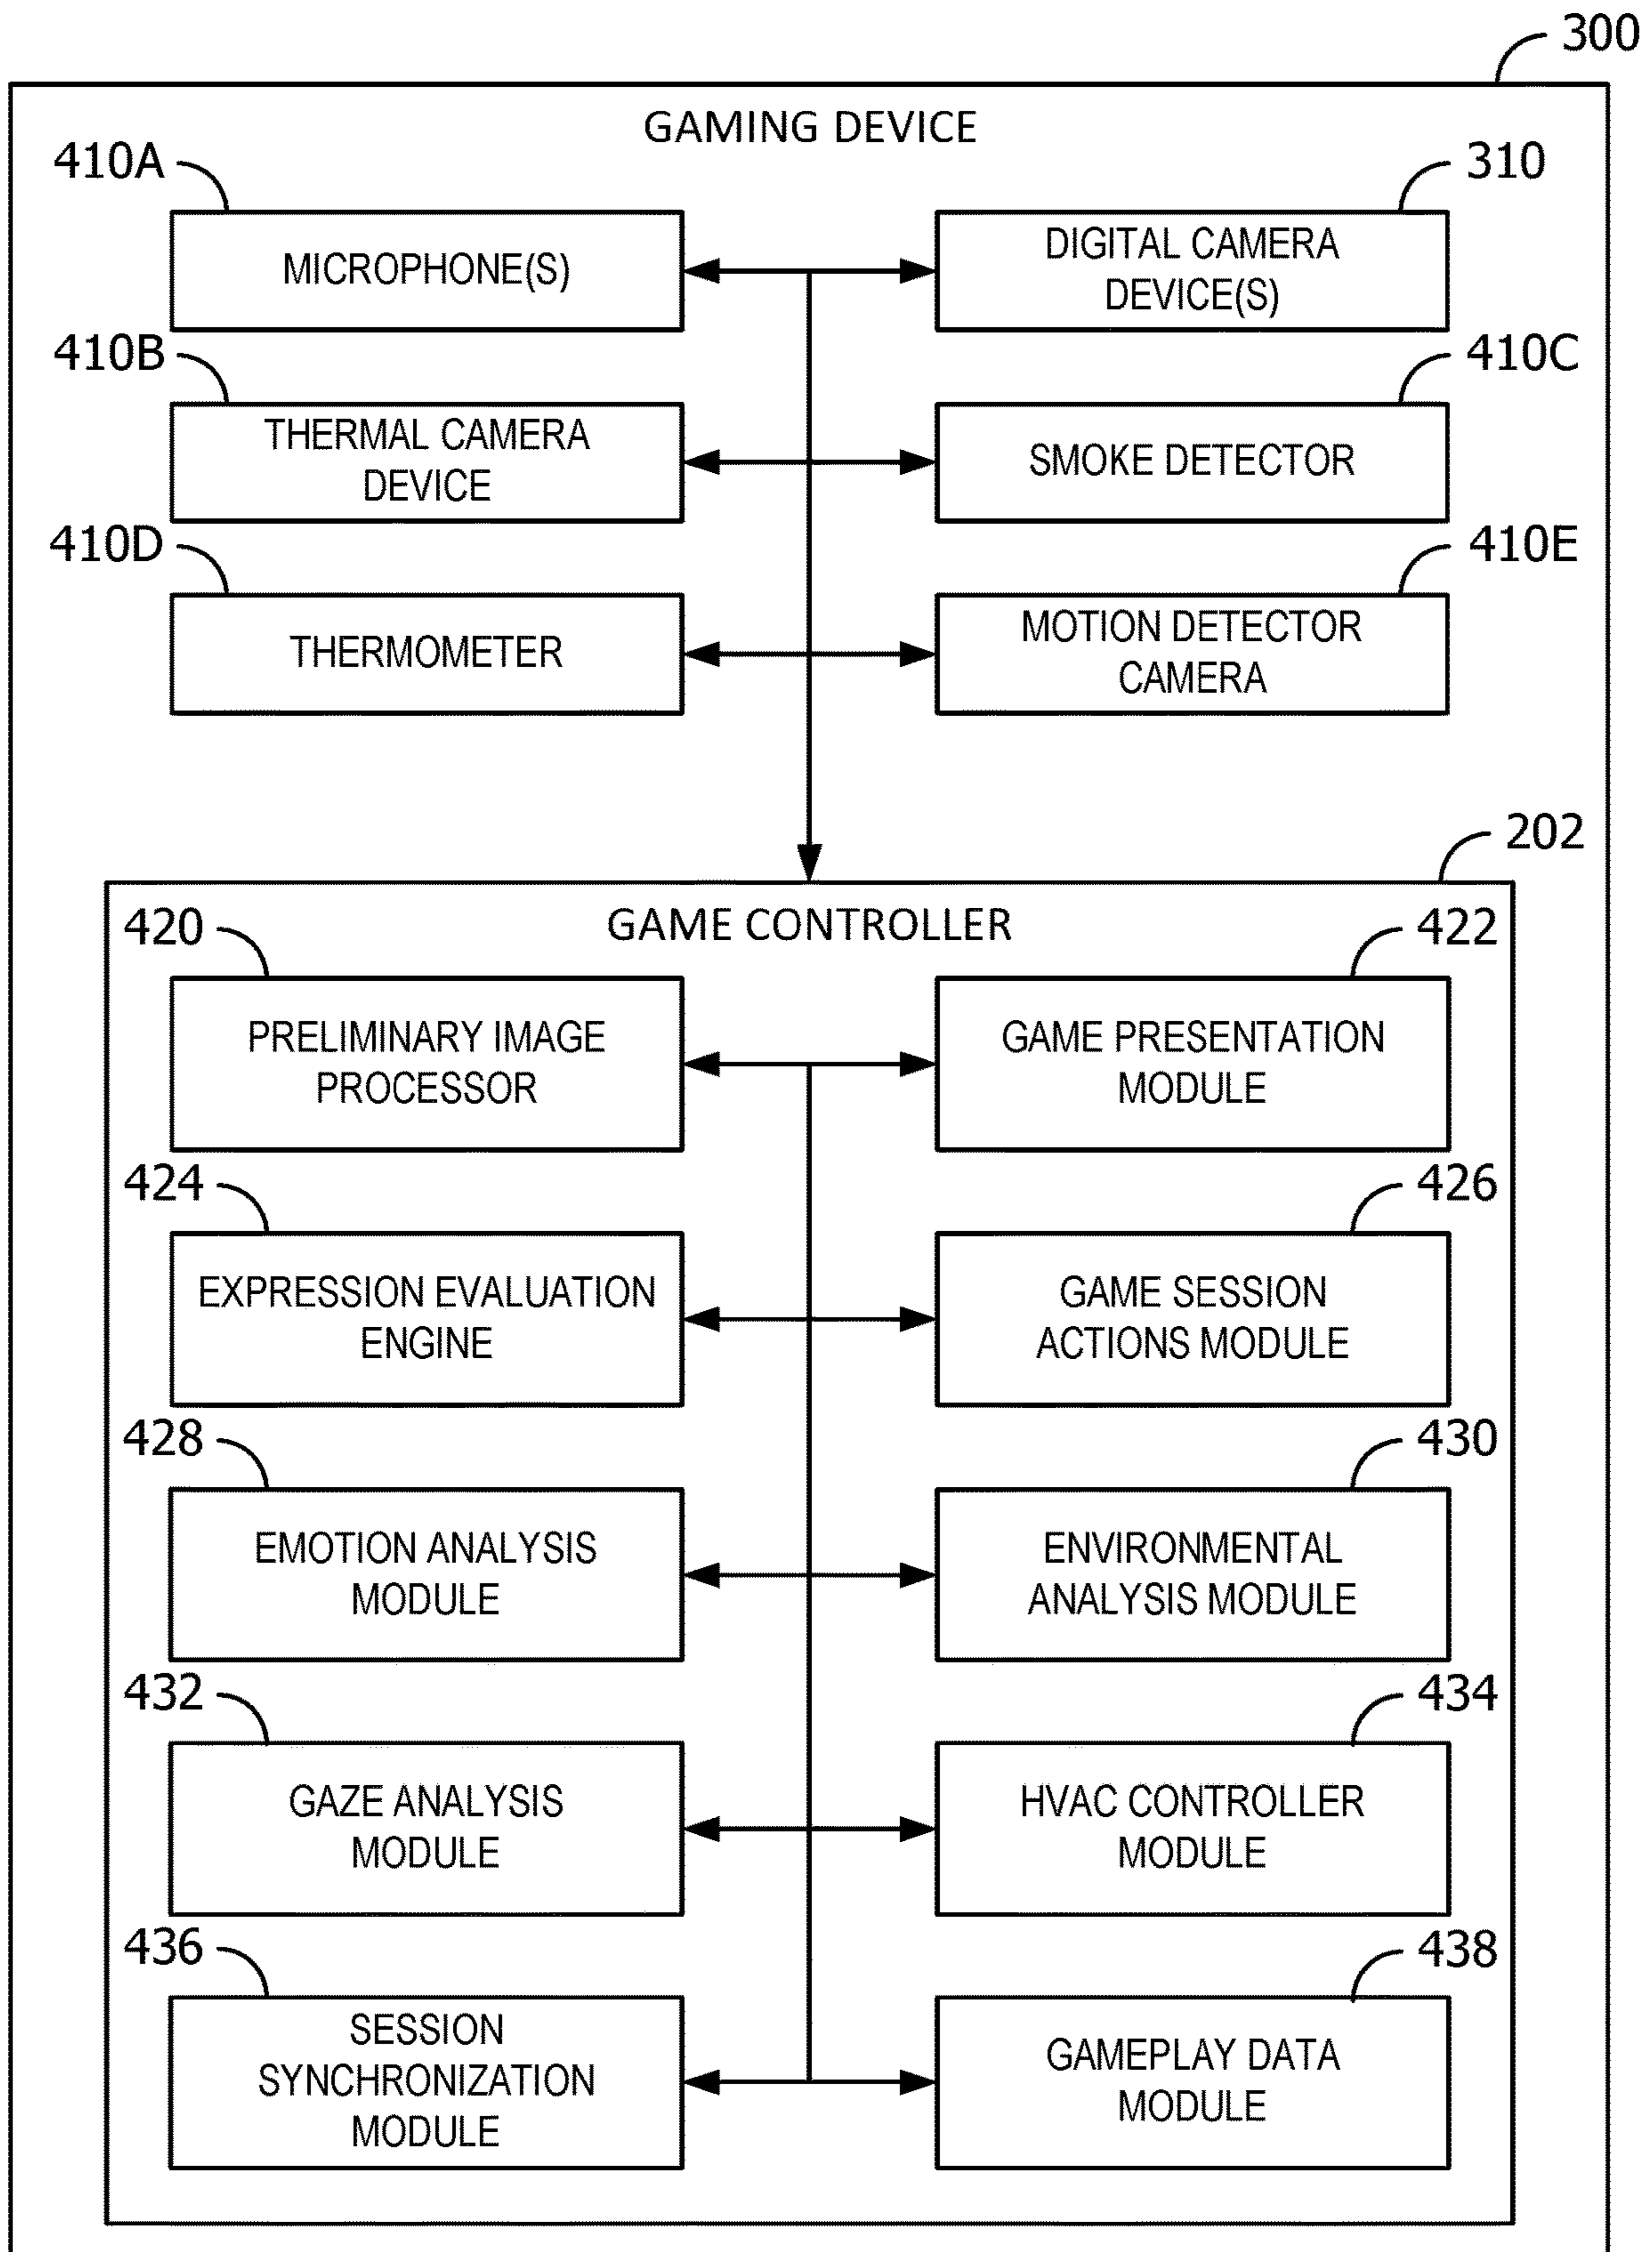 300
GAMING DEVICE
410A
310
MICROPHONE(S)
DIGITAL CAMERA
DEVICE(S)
410B
410C
THERMAL CAMERA
DEVICE
SMOKE DETECTOR
410D
410E
THERMOMETER
MOTION DETECTOR
CAMERA
202
GAME CONTROLLER
420
422
PRELIMINARY IMAGE
PROCESSOR
GAME PRESENTATION
MODULE
424
426
EXPRESSION EVALUATION
ENGINE
GAME SESSION
ACTIONS MODULE
428
430
EMOTION ANALYSIS
MODULE
ENVIRONMENTAL
ANALYSIS MODULE
432
434
GAZE ANALYSIS
MODULE
HVAC CONTROLLER
MODULE
436
438
SESSION
SYNCHRONIZATION
MODULE
GAMEPLAY DATA
MODULE